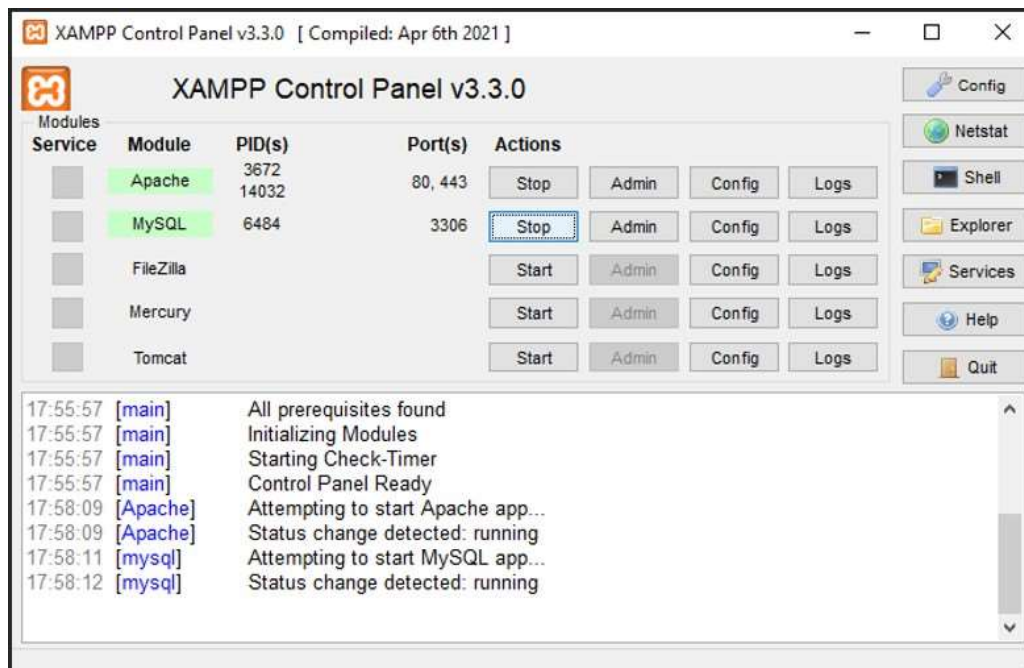 XAMPP Control Panel v3.3.0 [ Compiled: Apr 6th 2021 ]
XAMPP Control Panel v3.3.0
Config
Modules
Service Module PID(s) Port(s) Actions
Netstat
Apache 3672 14032 80, 443 Stop Admin Config Logs
Shell
MySQL 6484 3306 Stop Admin Config Logs
Explorer
FileZilla Start Admin Config Logs
Services
Mercury Start Admin Config Logs
Help
Tomcat Start Admin Config Logs
Quit
17:55:57 [main] All prerequisites found
17:55:57 [main] Initializing Modules
17:55:57 [main] Starting Check-Timer
17:55:57 [main] Control Panel Ready
17:58:09 [Apache] Attempting to start Apache app...
17:58:09 [Apache] Status change detected: running
17:58:11 [mysql] Attempting to start MySQL app...
17:58:12 [mysql] Status change detected: running